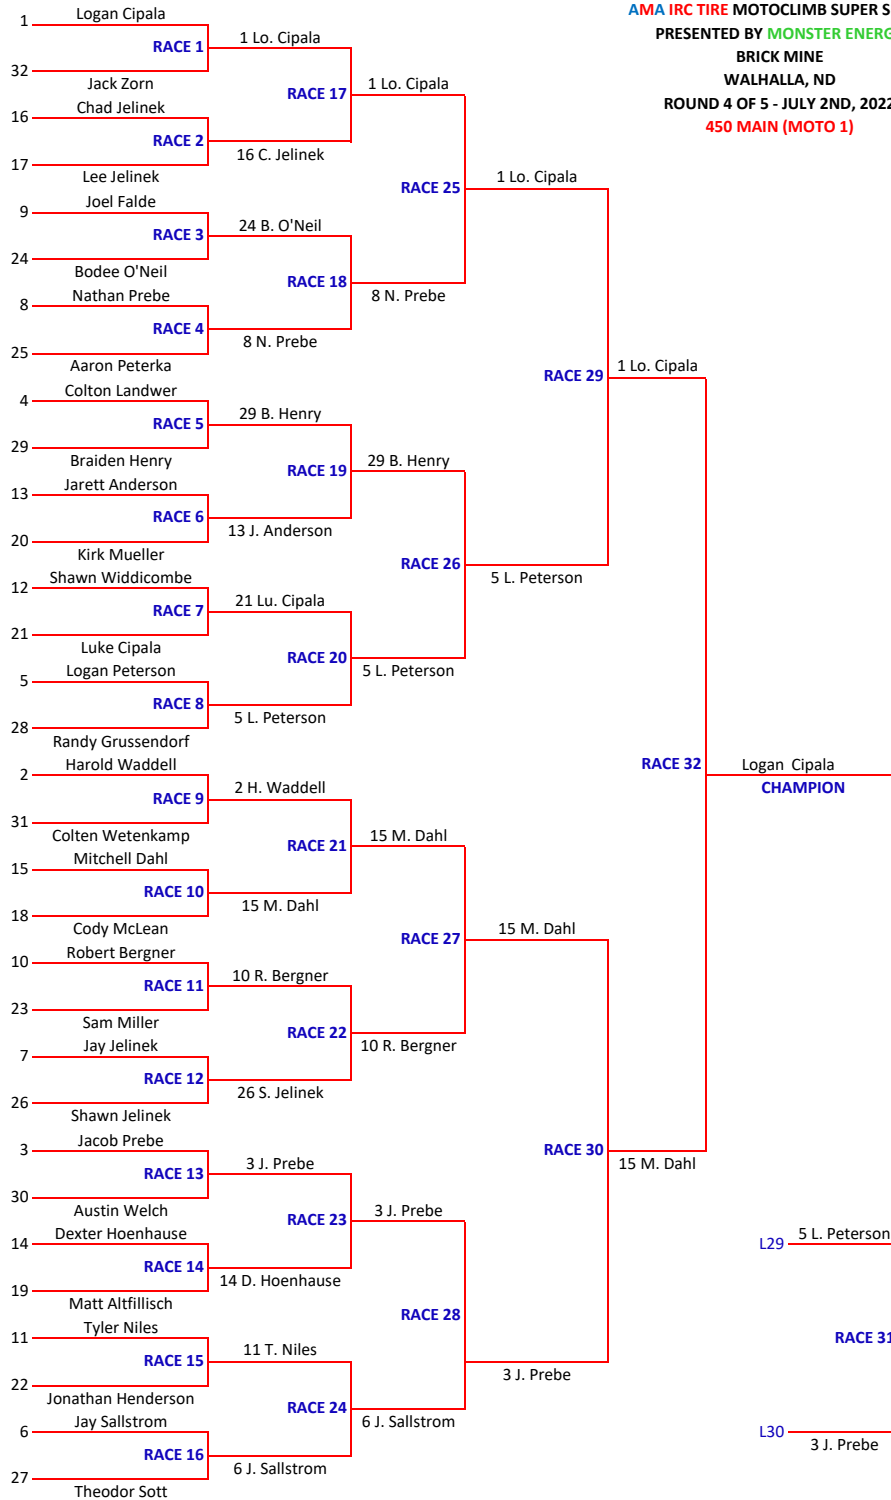 AMA IRC TIRE MOTOCLIMB SUPER S
PRESENTED BY MONSTER ENERG
BRICK MINE
WALHALLA, ND
ROUND 4 OF 5 - JULY 2ND, 2022
450 MAIN (MOTO 1)
1 Logan Cipala
RACE 1
32 Jack Zorn
16 Chad Jelinek
RACE 2
17 Lee Jelinek
9 Joel Falde
RACE 3
24 Bodee O'Neil
8 Nathan Prebe
RACE 4
25 Aaron Peterka
4 Colton Landwer
RACE 5
29 Braiden Henry
13 Jarett Anderson
RACE 6
20 Kirk Mueller
12 Shawn Widdicombe
RACE 7
21 Luke Cipala
5 Logan Peterson
RACE 8
28 Randy Grussendorf
2 Harold Waddell
RACE 9
31 Colten Wetenkamp
15 Mitchell Dahl
RACE 10
18 Cody McLean
10 Robert Bergner
RACE 11
23 Sam Miller
7 Jay Jelinek
RACE 12
26 Shawn Jelinek
3 Jacob Prebe
RACE 13
30 Austin Welch
14 Dexter Hoenhause
RACE 14
19 Matt Altfillisch
11 Tyler Niles
RACE 15
22 Jonathan Henderson
6 Jay Sallstrom
RACE 16
27 Theodor Sott
1 Lo. Cipala
RACE 17
16 C. Jelinek
24 B. O'Neil
RACE 18
8 N. Prebe
29 B. Henry
RACE 19
13 J. Anderson
21 Lu. Cipala
RACE 20
5 L. Peterson
2 H. Waddell
RACE 21
15 M. Dahl
10 R. Bergner
RACE 22
26 S. Jelinek
3 J. Prebe
RACE 23
14 D. Hoenhause
11 T. Niles
RACE 24
6 J. Sallstrom
1 Lo. Cipala
RACE 25
8 N. Prebe
29 B. Henry
RACE 26
5 L. Peterson
15 M. Dahl
RACE 27
10 R. Bergner
3 J. Prebe
RACE 28
6 J. Sallstrom
1 Lo. Cipala
RACE 29
5 L. Peterson
15 M. Dahl
RACE 30
3 J. Prebe
1 Lo. Cipala
RACE 32
15 M. Dahl
Logan Cipala
CHAMPION
L29 5 L. Peterson
RACE 31
L30 3 J. Prebe